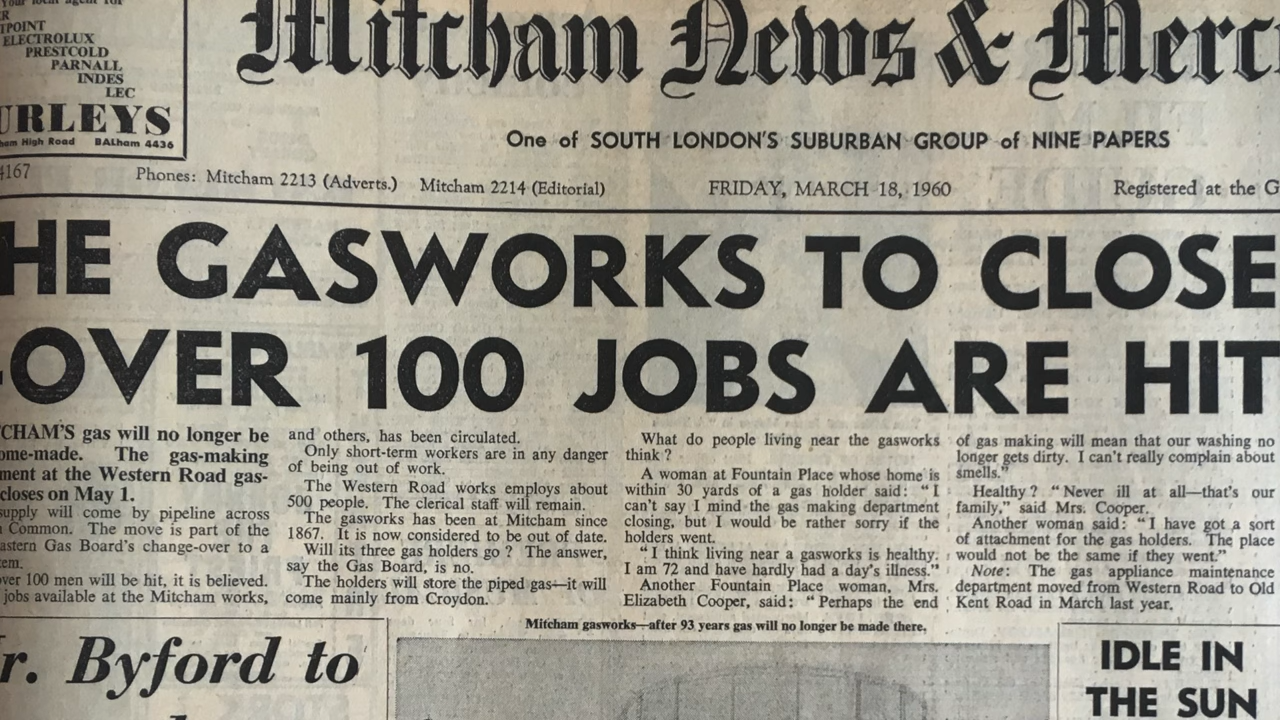 Your local agent for
ELECTROLUX
PRESTCOLD
PARNALL
INDES
LEC
URLEYS
ham High Road BALham 4436
Mitcham News & Merc
One of SOUTH LONDON'S SUBURBAN GROUP of NINE PAPERS
4167
Phones: Mitcham 2213 (Adverts.) Mitcham 2214 (Editorial)
FRIDAY, MARCH 18, 1960
Registered at the G
HE GASWORKS TO CLOSE
OVER 100 JOBS ARE HIT
CHAM'S gas will no longer be
ome-made. The gas-making
ment at the Western Road gas-
closes on May 1.
supply will come by pipeline across
Common. The move is part of the
astern Gas Board's change-over to a
em.
over 100 men will be hit, it is believed.
jobs available at the Mitcham works,
and others, has been circulated.
Only short-term workers are in any danger
of being out of work.
The Western Road works employs about
500 people. The clerical staff will remain.
The gasworks has been at Mitcham since
1867. It is now considered to be out of date.
Will its three gas holders go? The answer,
say the Gas Board, is no.
The holders will store the piped gas—it will
come mainly from Croydon.
What do people living near the gasworks
think?
A woman at Fountain Place whose home is
within 30 yards of a gas holder said: "I
can't say I mind the gas making department
closing, but I would be rather sorry if the
holders went.
"I think living near a gasworks is healthy.
I am 72 and have hardly had a day's illness."
Another Fountain Place woman, Mrs.
Elizabeth Cooper, said: "Perhaps the end
of gas making will mean that our washing no
longer gets dirty. I can't really complain about
smells."
Healthy? "Never ill at all—that's our
family," said Mrs. Cooper.
Another woman said: "I have got a sort
of attachment for the gas holders. The place
would not be the same if they went."
Note: The gas appliance maintenance
department moved from Western Road to Old
Kent Road in March last year.
Mitcham gasworks—after 93 years gas will no longer be made there.
r. Byford to
IDLE IN
THE SUN